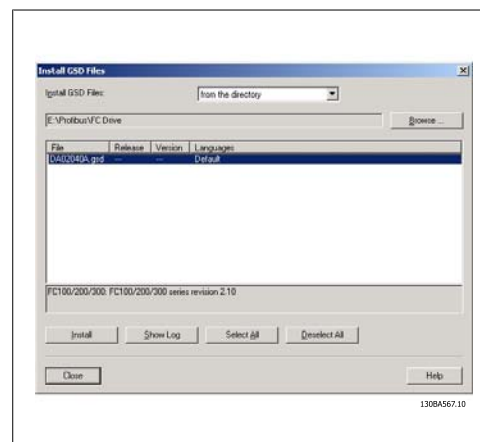 Install GSD Files
Install GSD Files: from the directory
E:\Profibus\FC Drive Browse ...
File Release Version Languages
DA02040A.gsd --- --- Default
FC100/200/300: FC100/200/300 series revision 2.10
Install Show Log Select All Deselect All
Close Help
130BA567.10